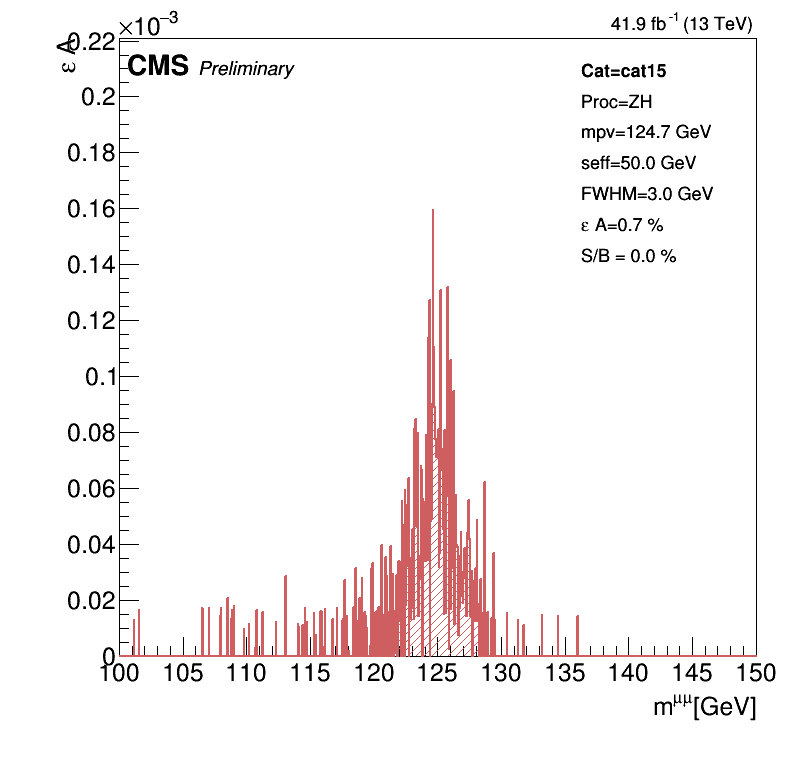 ×10⁻³
41.9 fb⁻¹ (13 TeV)
ε A
CMS Preliminary
Cat=cat15
Proc=ZH
mpv=124.7 GeV
seff=50.0 GeV
FWHM=3.0 GeV
ε A=0.7 %
S/B = 0.0 %
0.22
0.2
0.18
0.16
0.14
0.12
0.1
0.08
0.06
0.04
0.02
0
100 105 110 115 120 125 130 135 140 145 150
m^μμ[GeV]